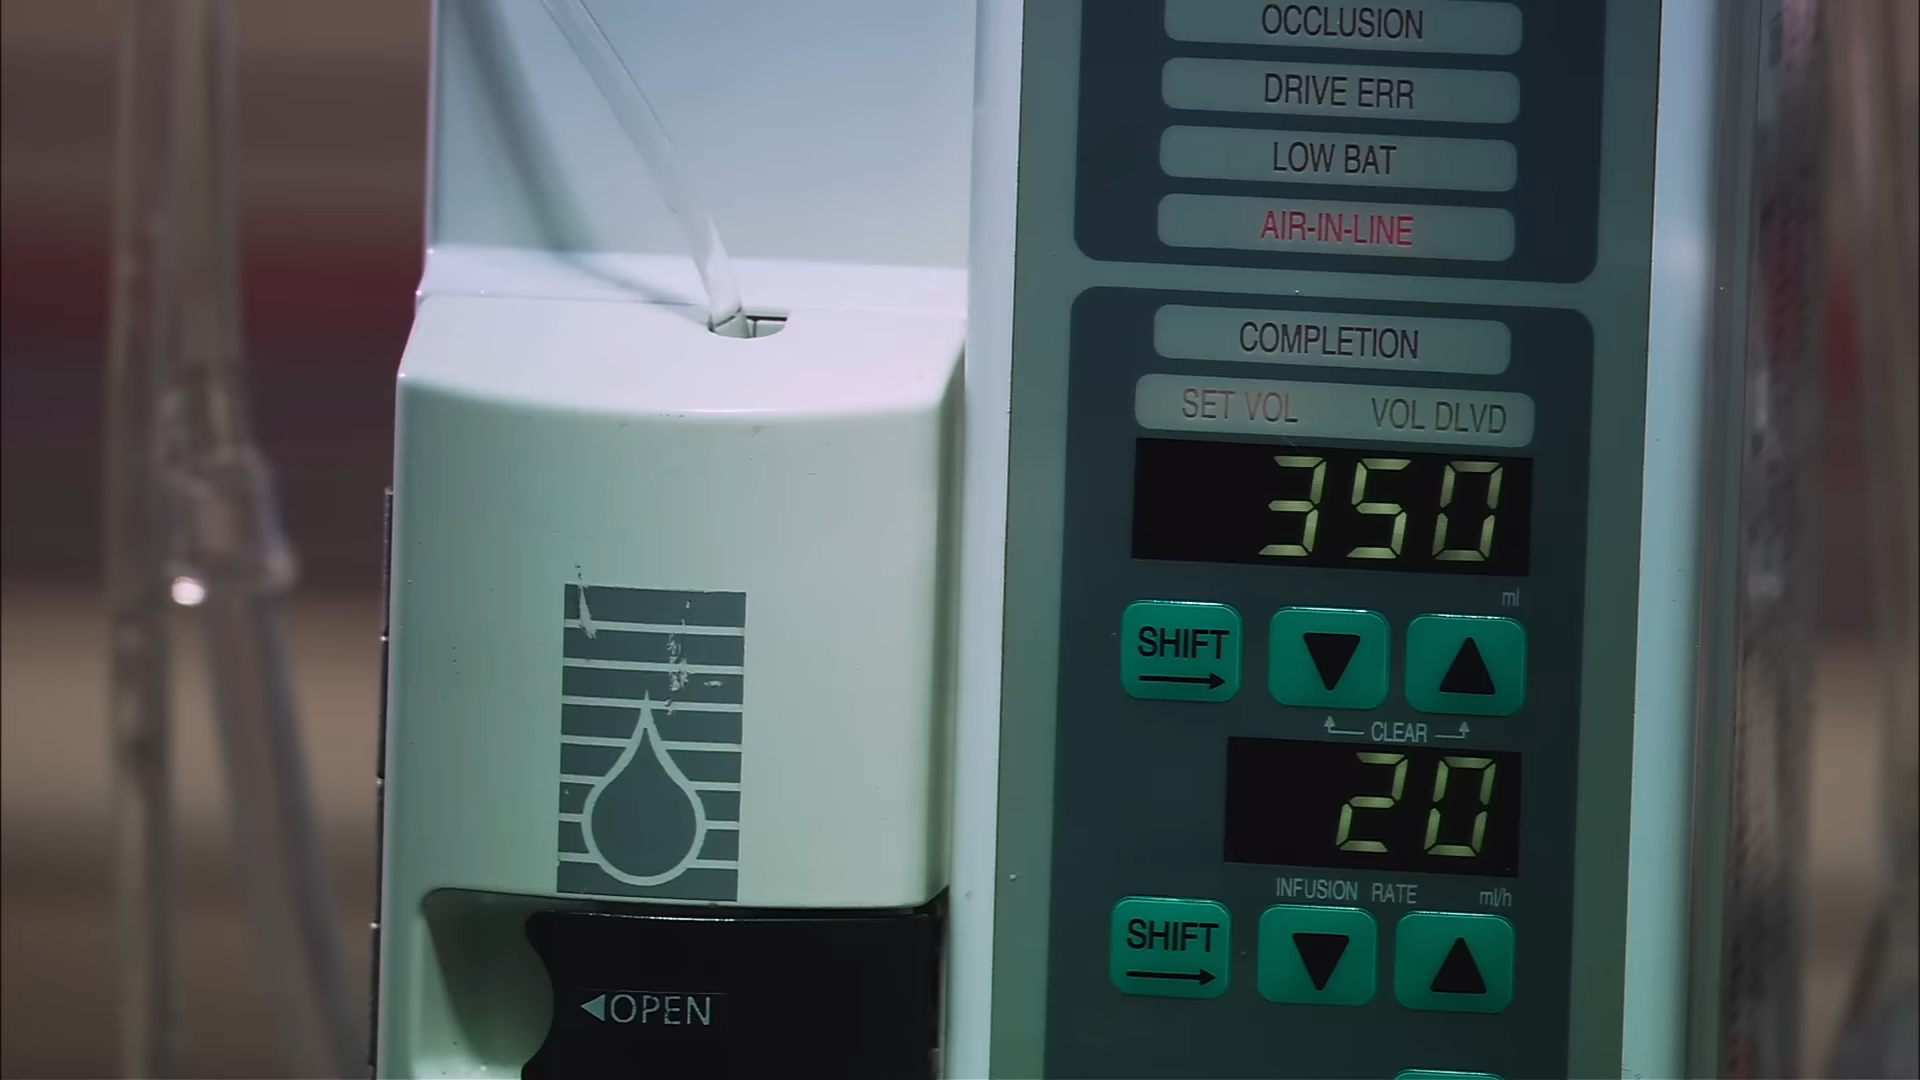 OCCLUSION
DRIVE ERR
LOW BAT
AIR-IN-LINE
COMPLETION
SET VOL VOL DLVD
350
ml
SHIFT
CLEAR
20
INFUSION RATE ml/h
SHIFT
OPEN